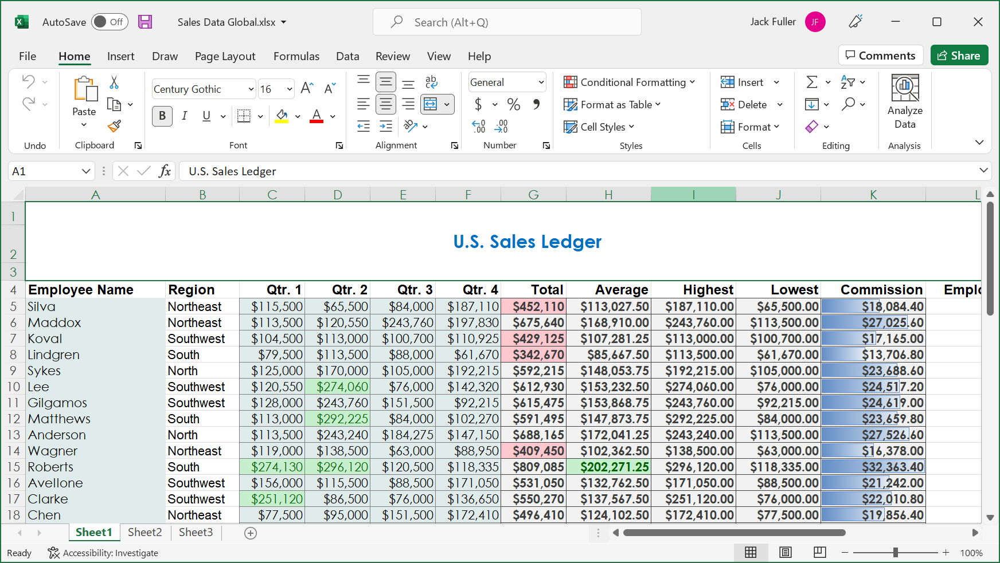 AutoSave Off Sales Data Global.xlsx Search (Alt+Q) Jack Fuller JF
File Home Insert Draw Page Layout Formulas Data Review View Help Comments Share
Paste
Century Gothic 16
B I U
ab
General
$ % 9
Conditional Formatting
Format as Table
Cell Styles
Insert
Delete
Format
Analyze
Data
Undo Clipboard Font Alignment Number Styles Cells Editing Analysis
A1 fx U.S. Sales Ledger
A B C D E F G H I J K L
1
2 U.S. Sales Ledger
3
4 Employee Name Region Qtr. 1 Qtr. 2 Qtr. 3 Qtr. 4 Total Average Highest Lowest Commission
5 Silva Northeast $115,500 $65,500 $84,000 $187,110 $452,110 $113,027.50 $187,110.00 $65,500.00 $18,084.40
6 Maddox Northeast $113,500 $120,550 $243,760 $197,830 $675,640 $168,910.00 $243,760.00 $113,500.00 $27,025.60
7 Koval Southwest $104,500 $113,000 $100,700 $110,925 $429,125 $107,281.25 $113,000.00 $100,700.00 $17,165.00
8 Lindgren South $79,500 $113,500 $88,000 $61,670 $342,670 $85,667.50 $113,500.00 $61,670.00 $13,706.80
9 Sykes North $125,000 $170,000 $105,000 $192,215 $592,215 $148,053.75 $192,215.00 $105,000.00 $23,688.60
10 Lee Southwest $120,550 $274,060 $76,000 $142,320 $612,930 $153,232.50 $274,060.00 $76,000.00 $24,517.20
11 Gilgamos Southwest $128,000 $243,760 $151,500 $92,215 $615,475 $153,868.75 $243,760.00 $92,215.00 $24,619.00
12 Matthews South $113,000 $292,225 $84,000 $102,270 $591,495 $147,873.75 $292,225.00 $84,000.00 $23,659.80
13 Anderson North $113,500 $243,240 $184,275 $147,150 $688,165 $172,041.25 $243,240.00 $113,500.00 $27,526.60
14 Wagner Northeast $119,000 $138,500 $63,000 $88,950 $409,450 $102,362.50 $138,500.00 $63,000.00 $16,378.00
15 Roberts South $274,130 $296,120 $120,500 $118,335 $809,085 $202,271.25 $296,120.00 $118,335.00 $32,363.40
16 Avellone Southwest $156,000 $115,500 $88,500 $171,050 $531,050 $132,762.50 $171,050.00 $88,500.00 $21,242.00
17 Clarke Southwest $251,120 $86,500 $76,000 $136,650 $550,270 $137,567.50 $251,120.00 $76,000.00 $22,010.80
18 Chen Northeast $77,500 $95,000 $151,500 $172,410 $496,410 $124,102.50 $172,410.00 $77,500.00 $19,856.40
Sheet1 Sheet2 Sheet3
Ready Accessibility: Investigate 100%